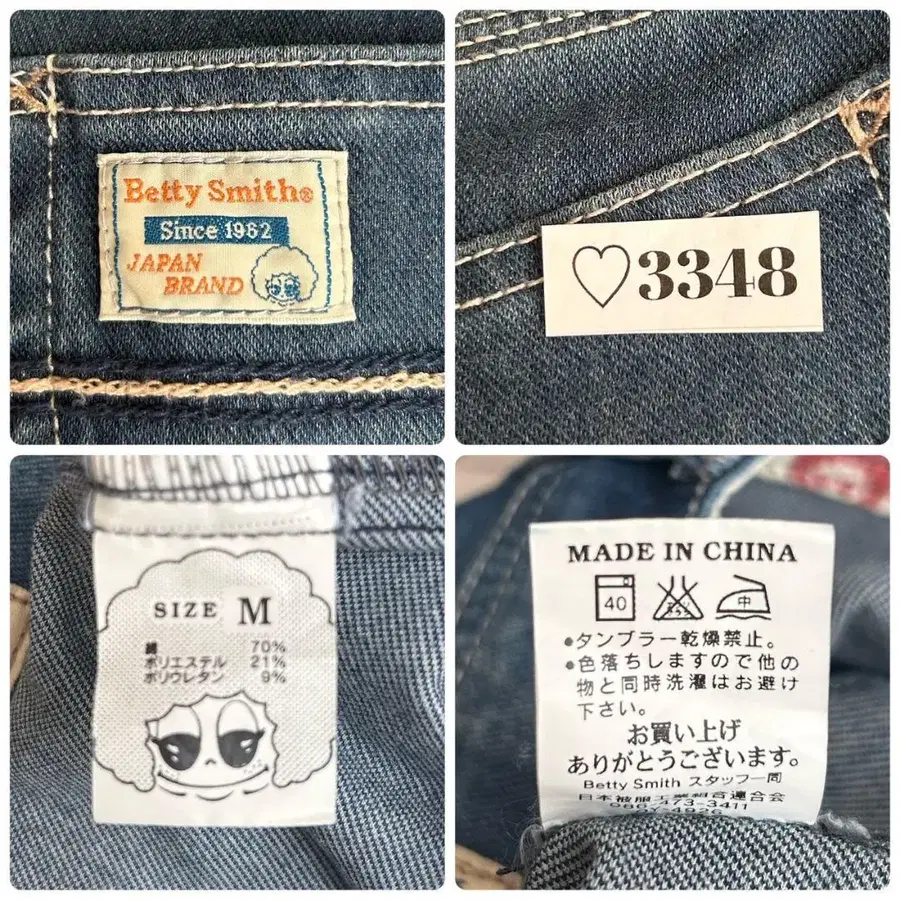 Betty Smith®
Since 1962
JAPAN
BRAND
♡3348
SIZE M
綿 70%
ポリエステル 21%
ポリウレタン 9%
MADE IN CHINA
40
中
●タンブラー乾燥禁止。
●色落ちしますので他の
物と同時洗濯はお避け
下さい。
お買い上げ
ありがとうございます。
Betty Smith スタッフ一同
日本被服工業組合連合会